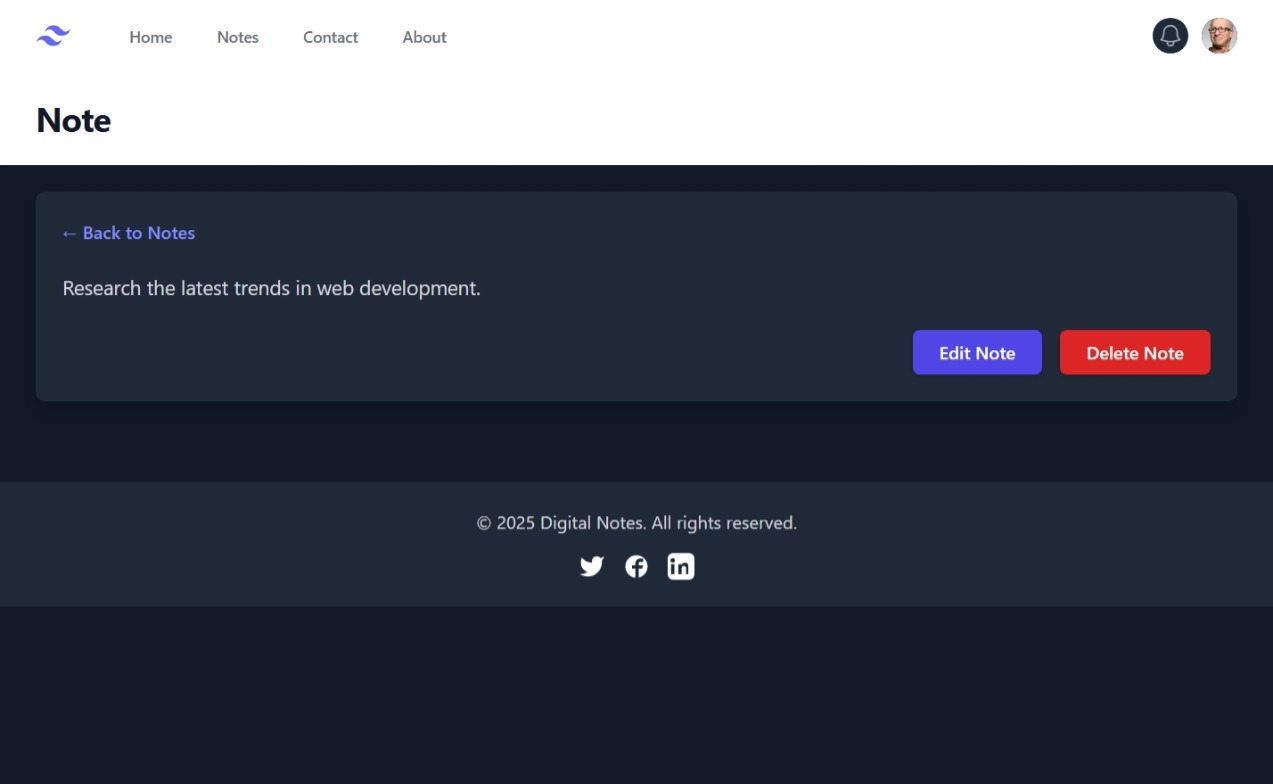 Home Notes Contact About
Note
← Back to Notes
Research the latest trends in web development.
Edit Note Delete Note
© 2025 Digital Notes. All rights reserved.
in